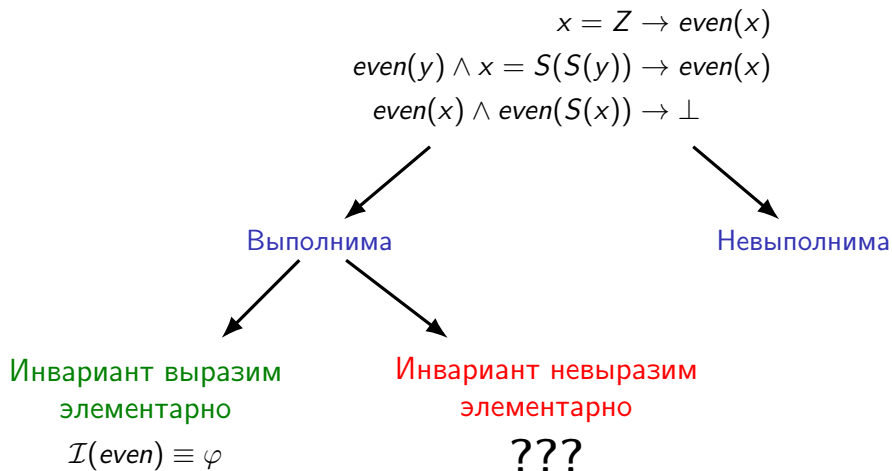 x = Z → even(x)
even(y) ∧ x = S(S(y)) → even(x)
even(x) ∧ even(S(x)) → ⊥
Выполнима
Невыполнима
Инвариант выразим
элементарно
I(even) ≡ φ
Инвариант невыразим
элементарно
???